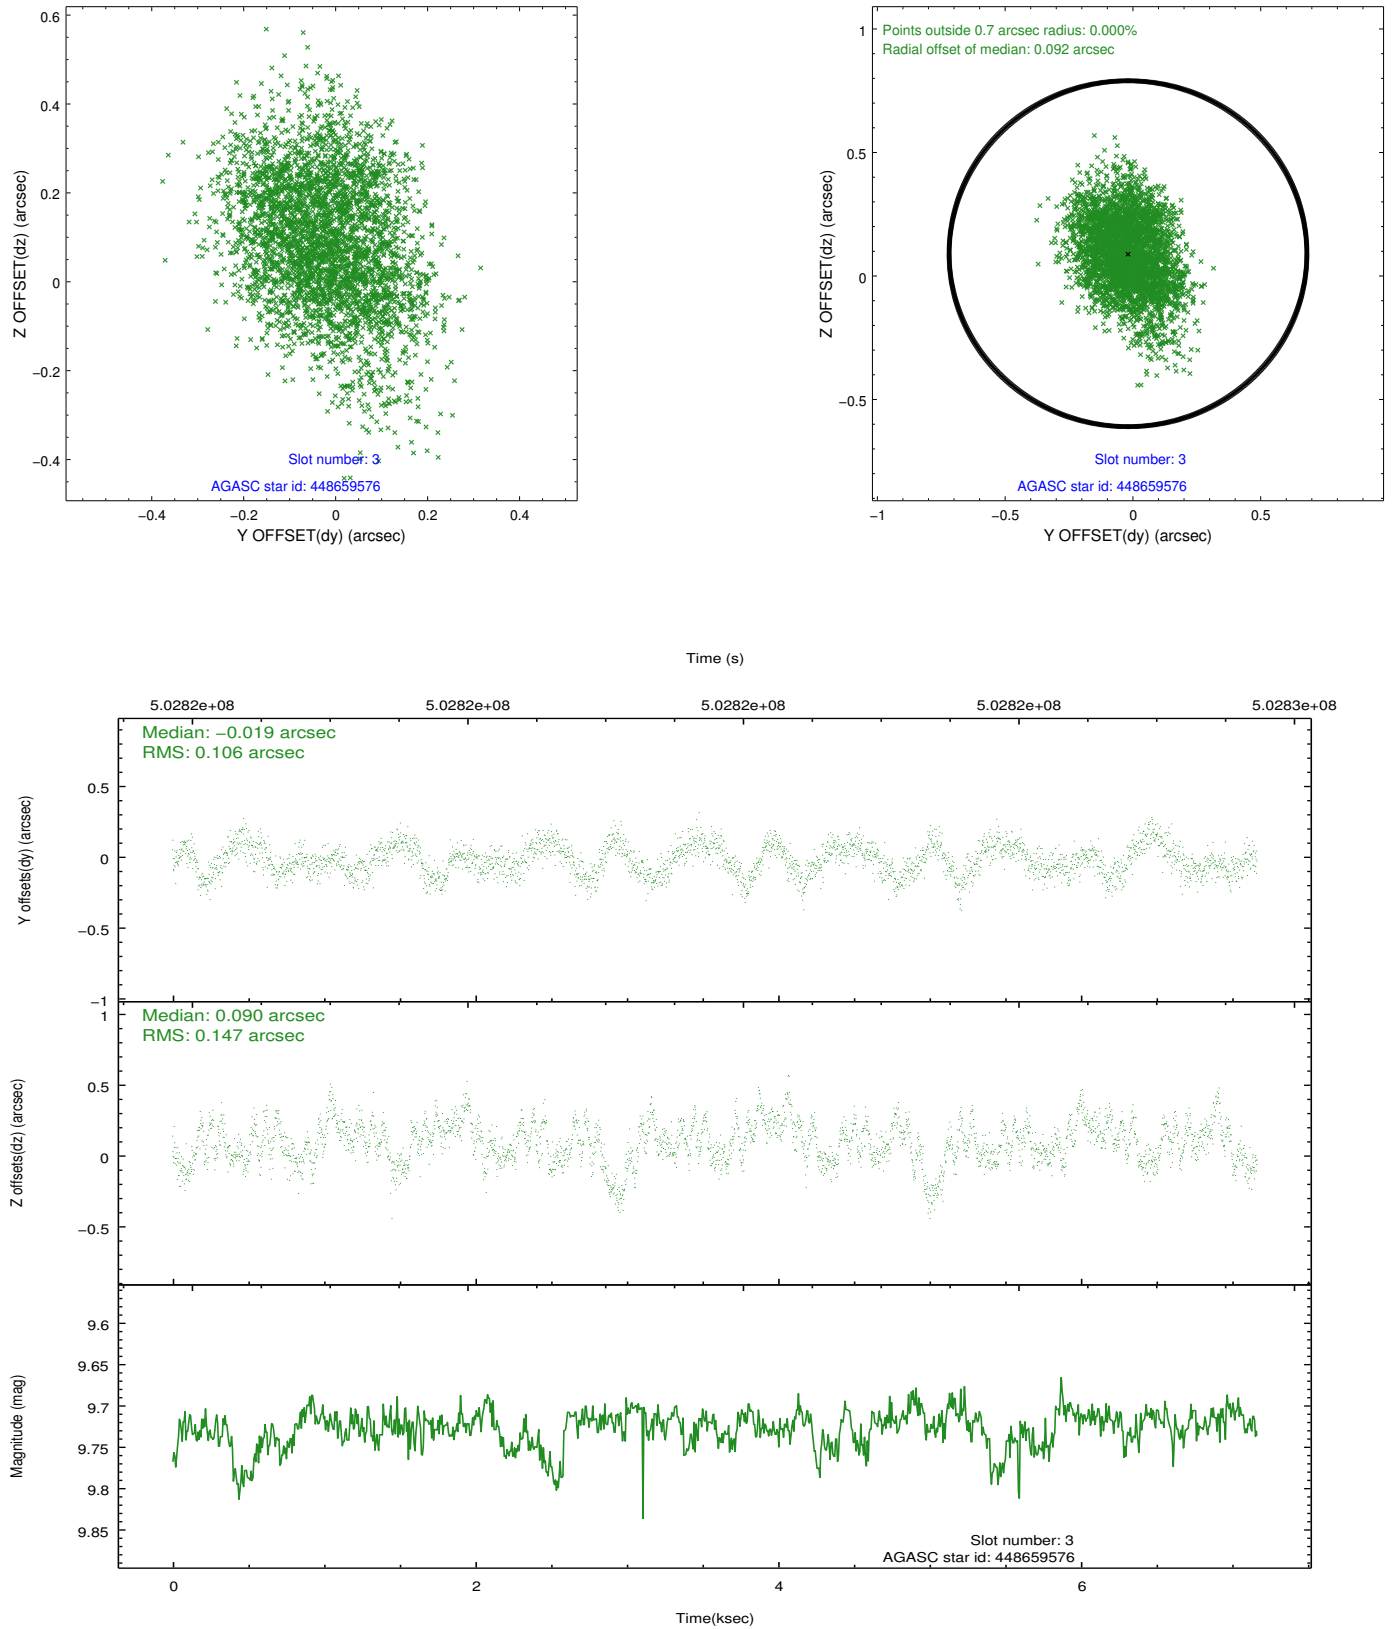 0.6
0.4
0.2
0
−0.2
−0.4
Z OFFSET(dz) (arcsec)
Slot number: 3
AGASC star id: 448659576
−0.4
−0.2
0
0.2
0.4
Y OFFSET(dy) (arcsec)
Points outside 0.7 arcsec radius: 0.000%
Radial offset of median: 0.092 arcsec
1
0.5
0
−0.5
Z OFFSET(dz) (arcsec)
Slot number: 3
AGASC star id: 448659576
−1
−0.5
0
0.5
Y OFFSET(dy) (arcsec)
Time (s)
5.0282e+08
5.0282e+08
5.0282e+08
5.0282e+08
5.0283e+08
Median: −0.019 arcsec
RMS: 0.106 arcsec
0.5
0
−0.5
−1
Y offsets(dy) (arcsec)
Median: 0.090 arcsec
RMS: 0.147 arcsec
1
0.5
0
−0.5
Z offsets(dz) (arcsec)
9.6
9.65
9.7
9.75
9.8
9.85
Magnitude (mag)
Slot number: 3
AGASC star id: 448659576
0
2
4
6
Time(ksec)